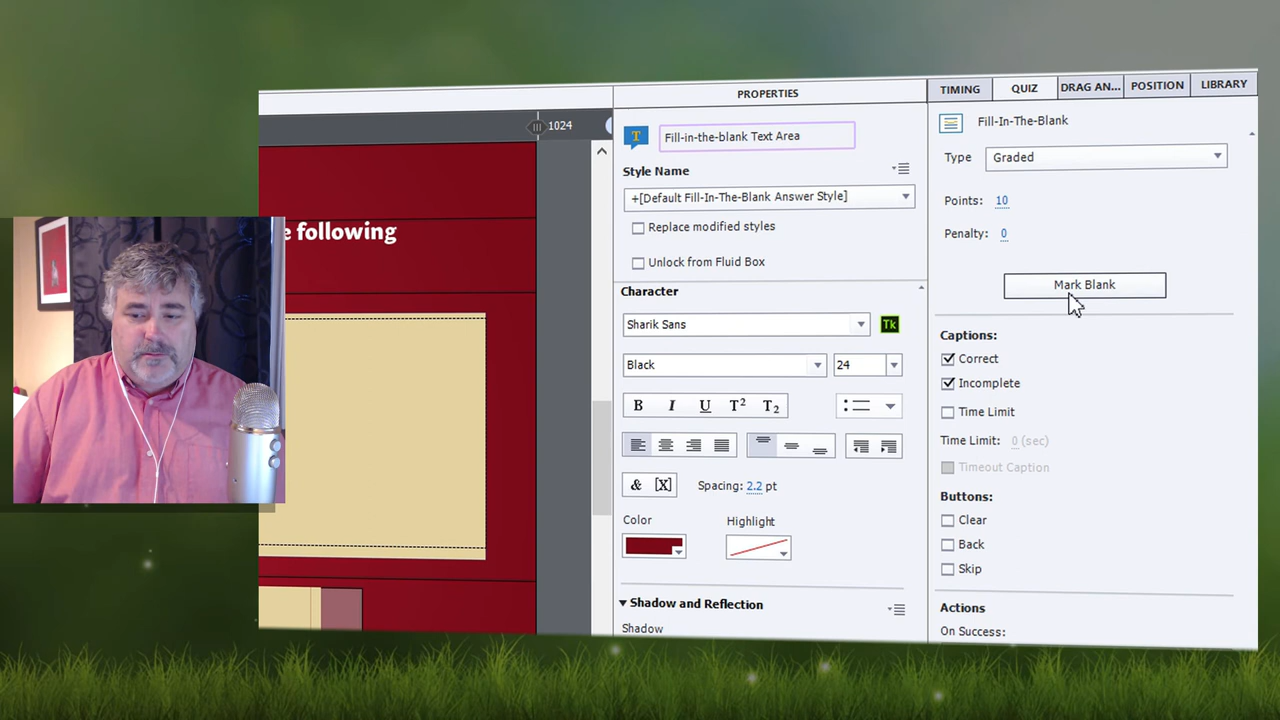 1024
e following
PROPERTIES
T Fill-in-the-blank Text Area
Style Name
+[Default Fill-In-The-Blank Answer Style]
Replace modified styles
Unlock from Fluid Box
Character
Sharik Sans
Tk
Black
24
B I U T2 T2
& [X] Spacing: 2.2 pt
Color Highlight
Shadow and Reflection
Shadow
TIMING QUIZ DRAG AN... POSITION LIBRARY
Fill-In-The-Blank
Type Graded
Points: 10
Penalty: 0
Mark Blank
Captions:
Correct
Incomplete
Time Limit
Time Limit: 0 (sec)
Timeout Caption
Buttons:
Clear
Back
Skip
Actions
On Success: